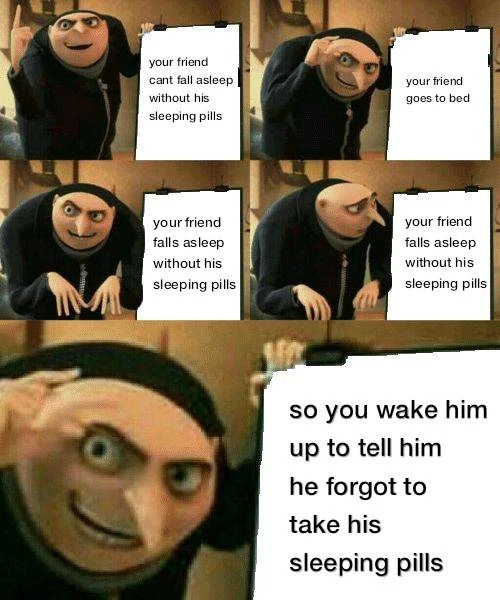 your friend
cant fall asleep
without his
sleeping pills
your friend
goes to bed
your friend
falls asleep
without his
sleeping pills
your friend
falls asleep
without his
sleeping pills
so you wake him
up to tell him
he forgot to
take his
sleeping pills